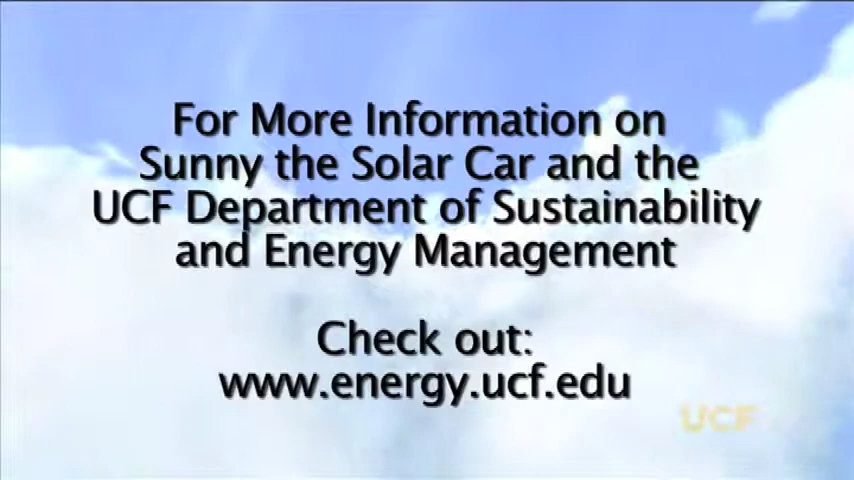 For More Information on
Sunny the Solar Car and the
UCF Department of Sustainability
and Energy Management
Check out:
www.energy.ucf.edu
UCF